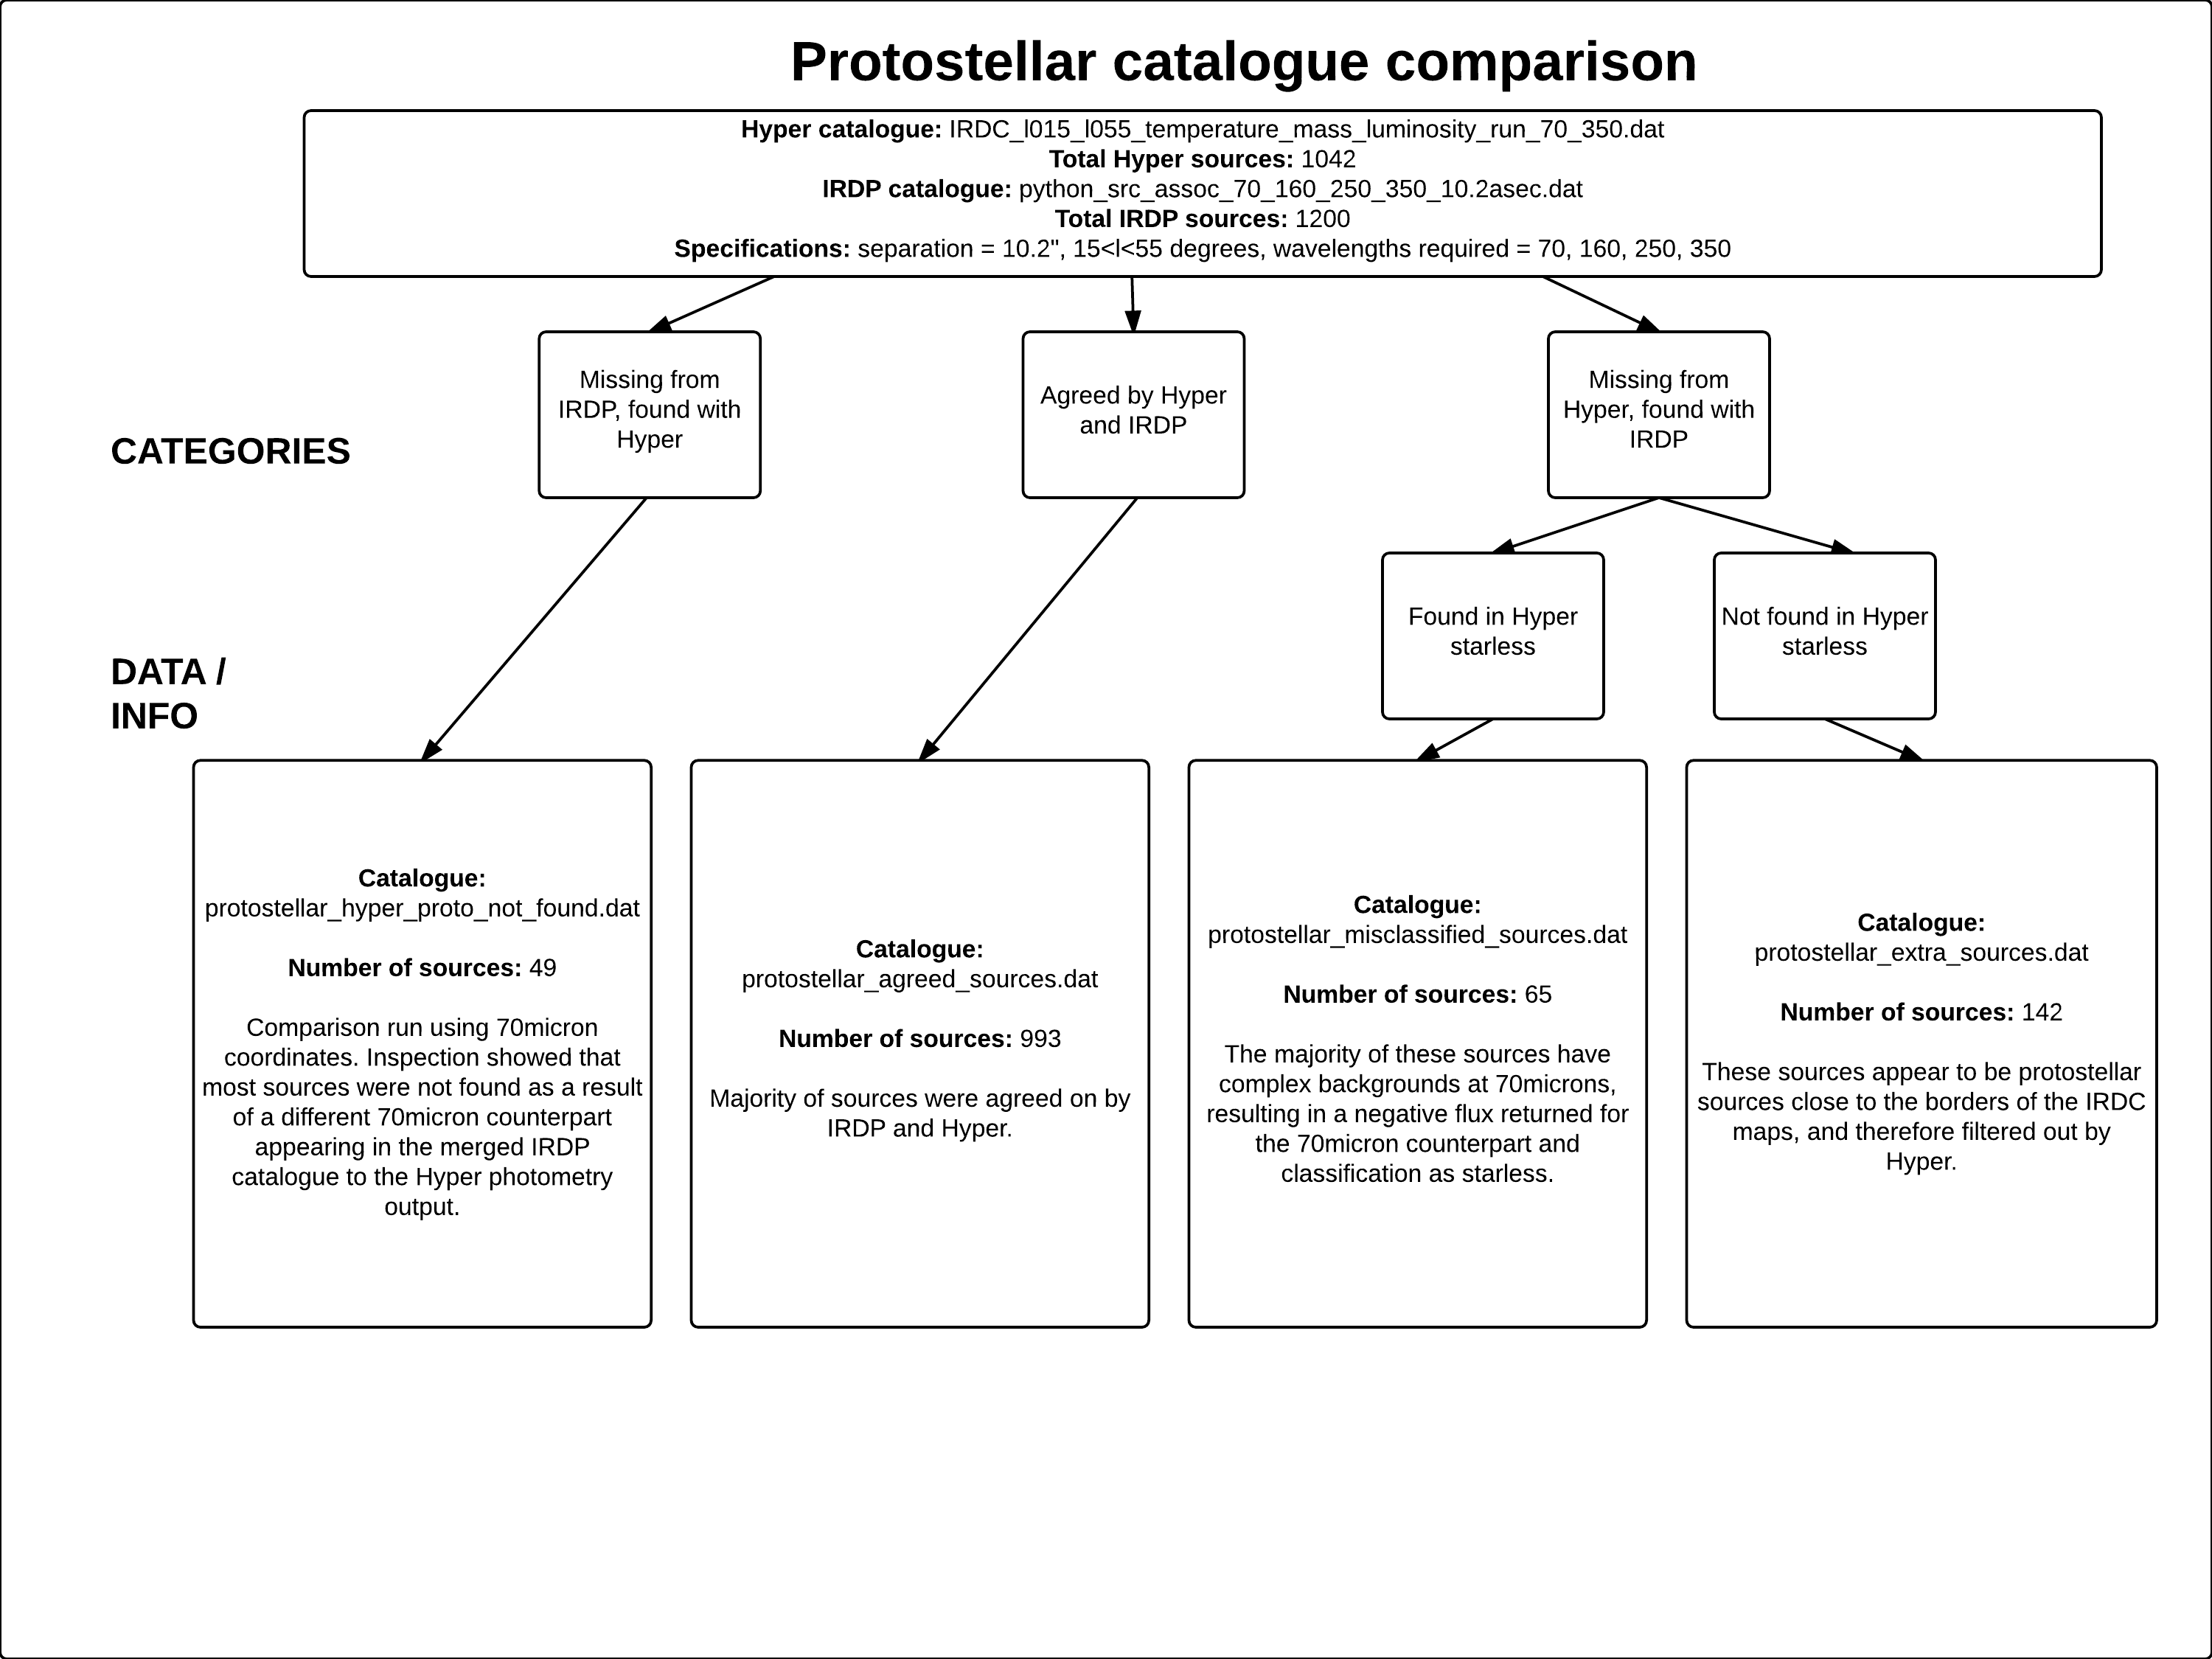 Protostellar catalogue comparison
Hyper catalogue: IRDC_l015_l055_temperature_mass_luminosity_run_70_350.dat
Total Hyper sources: 1042
IRDP catalogue: python_src_assoc_70_160_250_350_10.2asec.dat
Total IRDP sources: 1200
Specifications: separation = 10.2", 15<l<55 degrees, wavelengths required = 70, 160, 250, 350
CATEGORIES
Missing from
IRDP, found with
Hyper
Agreed by Hyper
and IRDP
Missing from
Hyper, found with
IRDP
Found in Hyper
starless
Not found in Hyper
starless
DATA /
INFO
Catalogue:
protostellar_hyper_proto_not_found.dat
Number of sources: 49
Comparison run using 70micron
coordinates. Inspection showed that
most sources were not found as a result
of a different 70micron counterpart
appearing in the merged IRDP
catalogue to the Hyper photometry
output.
Catalogue:
protostellar_agreed_sources.dat
Number of sources: 993
Majority of sources were agreed on by
IRDP and Hyper.
Catalogue:
protostellar_misclassified_sources.dat
Number of sources: 65
The majority of these sources have
complex backgrounds at 70microns,
resulting in a negative flux returned for
the 70micron counterpart and
classification as starless.
Catalogue:
protostellar_extra_sources.dat
Number of sources: 142
These sources appear to be protostellar
sources close to the borders of the IRDC
maps, and therefore filtered out by
Hyper.